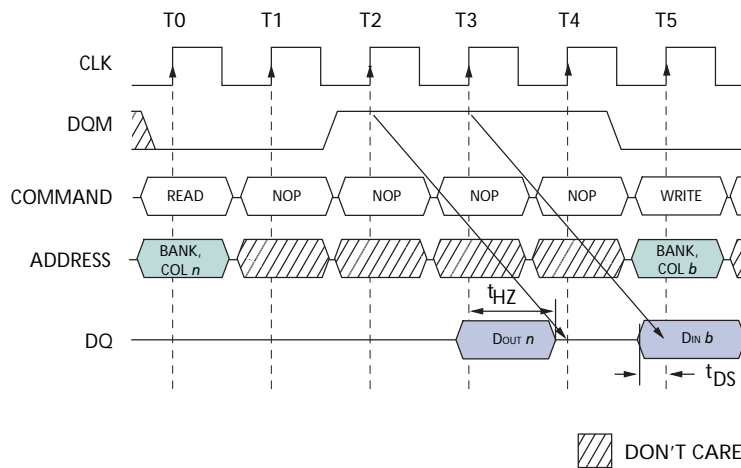 T0 T1 T2 T3 T4 T5
CLK
DQM
COMMAND READ NOP NOP NOP NOP WRITE
ADDRESS BANK, COL n BANK, COL b
tHZ
DQ DOUT n DIN b
tDS
DON'T CARE